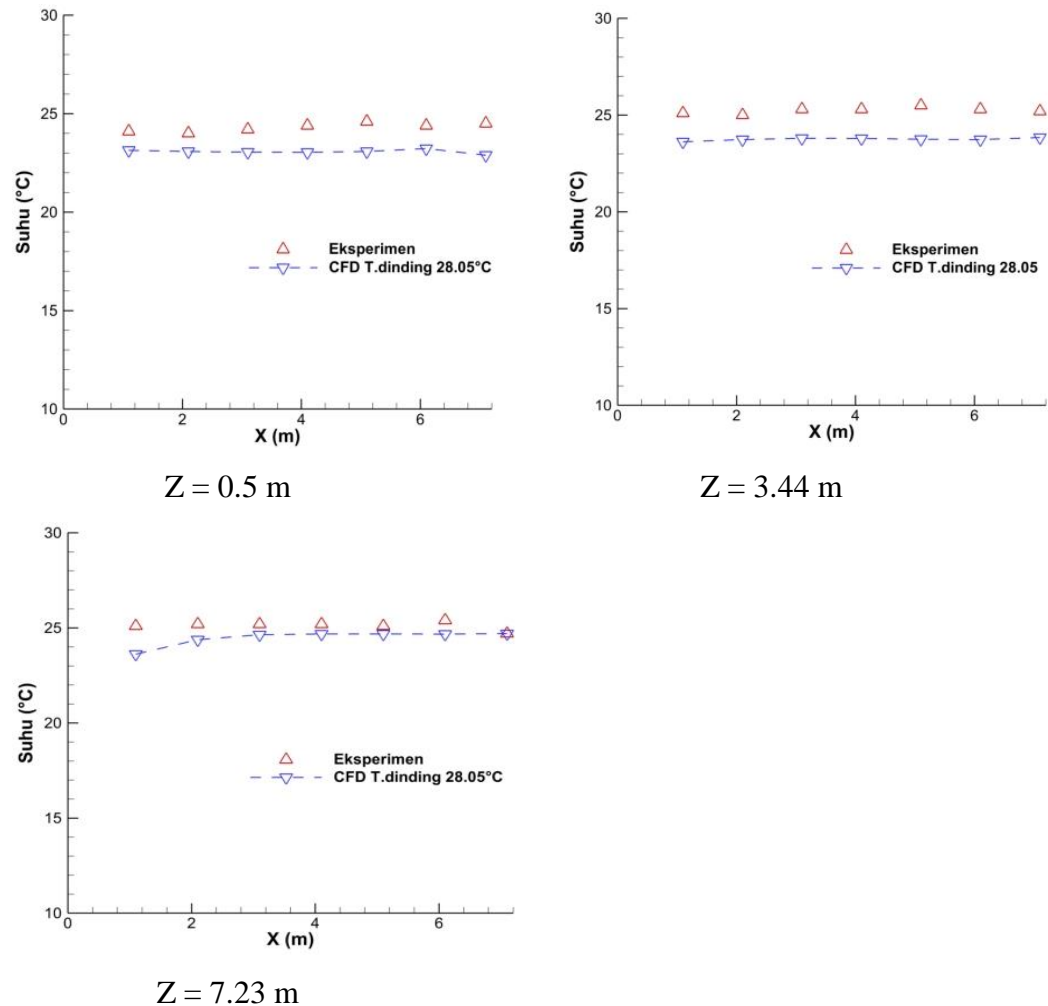 30
25
20
15
10
Suhu (°C)
Eksperimen
CFD T.dinding 28.05°C
0
2
4
6
X (m)
Z = 0.5 m
30
25
20
15
10
Suhu (°C)
Eksperimen
CFD T.dinding 28.05
0
2
4
6
X (m)
Z = 3.44 m
30
25
20
15
10
Suhu (°C)
Eksperimen
CFD T.dinding 28.05°C
0
2
4
6
X (m)
Z = 7.23 m